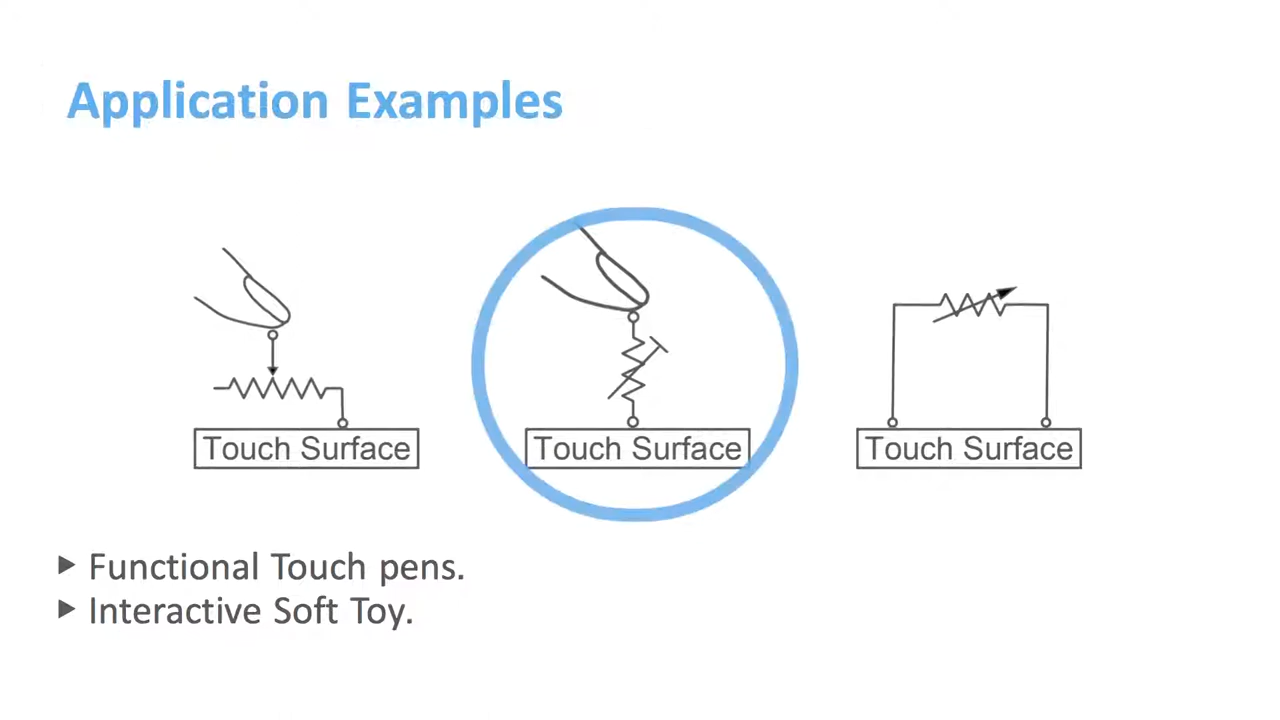 Application Examples
Touch Surface
Touch Surface
Touch Surface
Functional Touch pens.
Interactive Soft Toy.